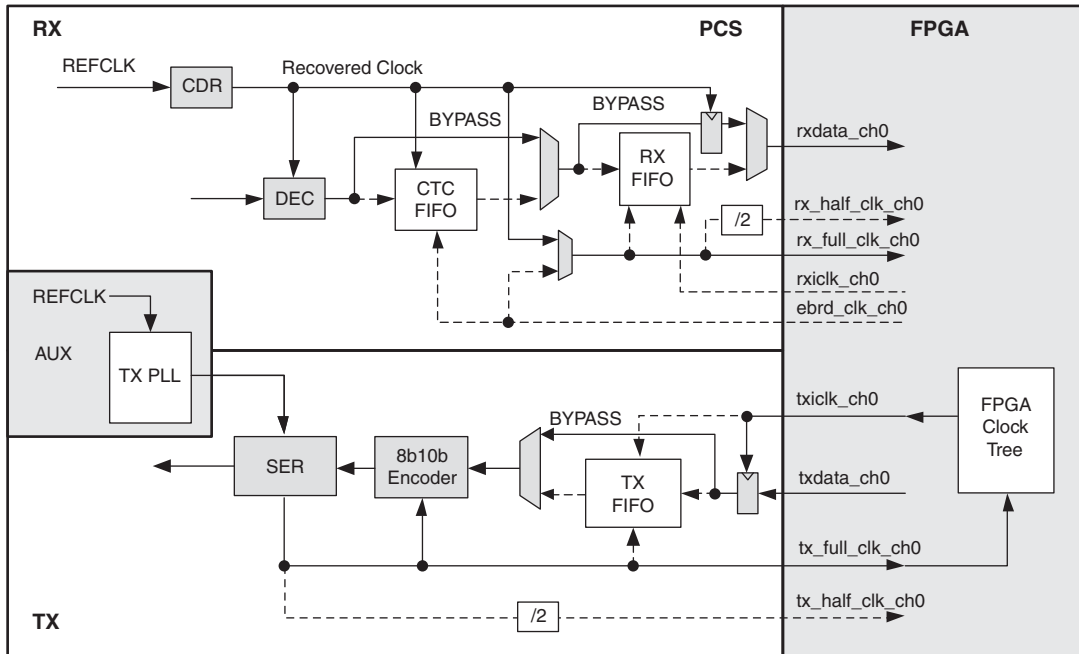 RX
PCS
FPGA
REFCLK
CDR
Recovered Clock
BYPASS
BYPASS
rxdata_ch0
DEC
CTC
FIFO
RX
FIFO
/2
rx_half_clk_ch0
rx_full_clk_ch0
rxiclk_ch0
ebrd_clk_ch0
REFCLK
AUX
TX PLL
txiclk_ch0
FPGA
Clock
Tree
BYPASS
SER
8b10b
Encoder
TX
FIFO
txdata_ch0
tx_full_clk_ch0
tx_half_clk_ch0
/2
TX